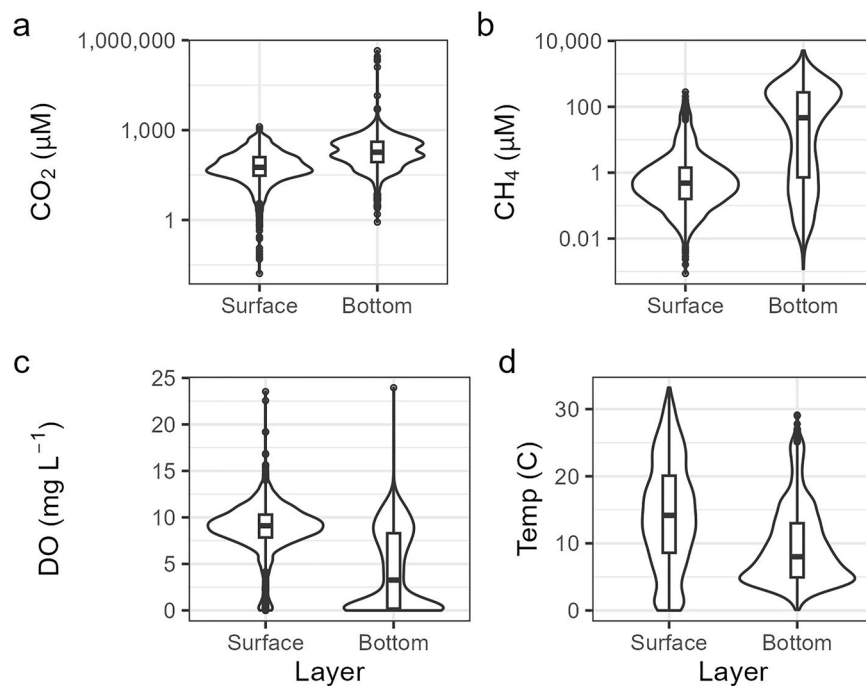 a
1,000,000
1,000
1
CO₂ (µM)
Surface
Bottom
b
10,000
100
1
0.01
CH₄ (µM)
Surface
Bottom
c
25
20
15
10
5
0
DO (mg L⁻¹)
Surface
Bottom
Layer
d
30
20
10
0
Temp (C)
Surface
Bottom
Layer